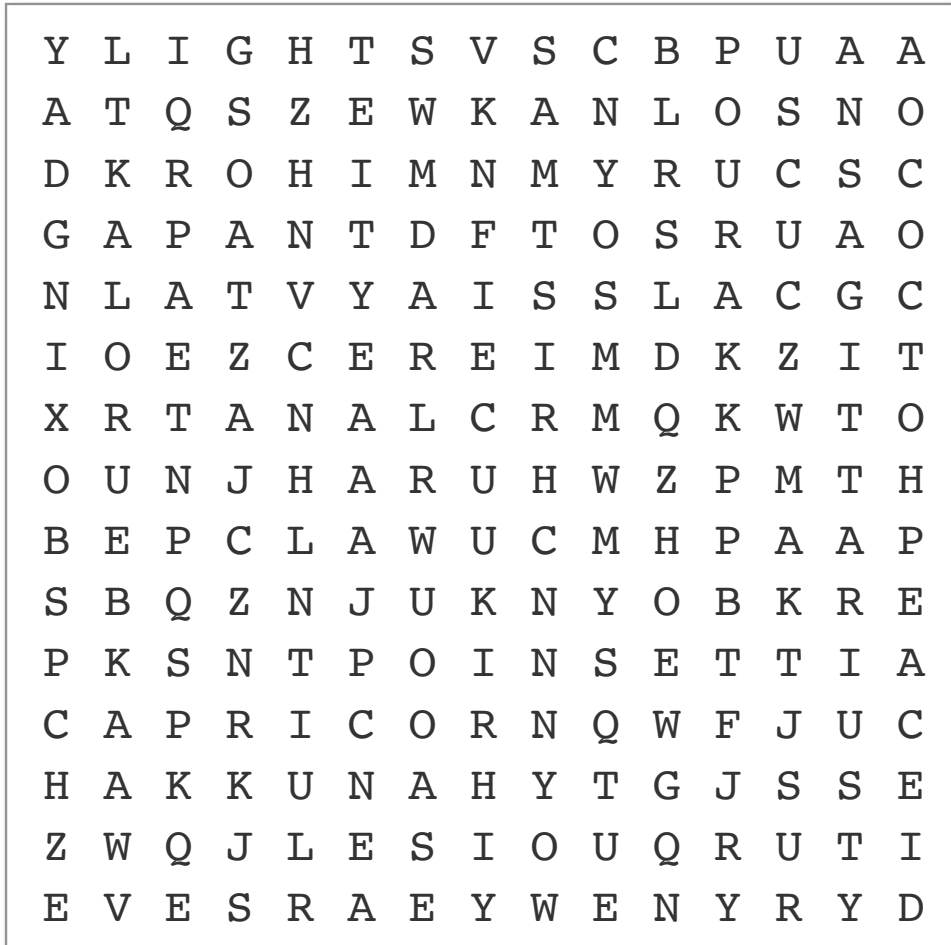 Y L I G H T S V S C B P U A A
A T Q S Z E W K A N L O S N O
D K R O H I M N M Y R U C S C
G A P A N T D F T O S R U A O
N L A T V Y A I S S L A C G C
I O E Z C E R E I M D K Z I T
X R T A N A L C R M Q K W T O
O U N J H A R U H W Z P M T H
B E P C L A W U C M H P A A P
S B Q Z N J U K N Y O B K R E
P K S N T P O I N S E T T I A
C A P R I C O R N Q W F J U C
H A K K U N A H Y T G J S S E
Z W Q J L E S I O U Q R U T I
E V E S R A E Y W E N Y R Y D